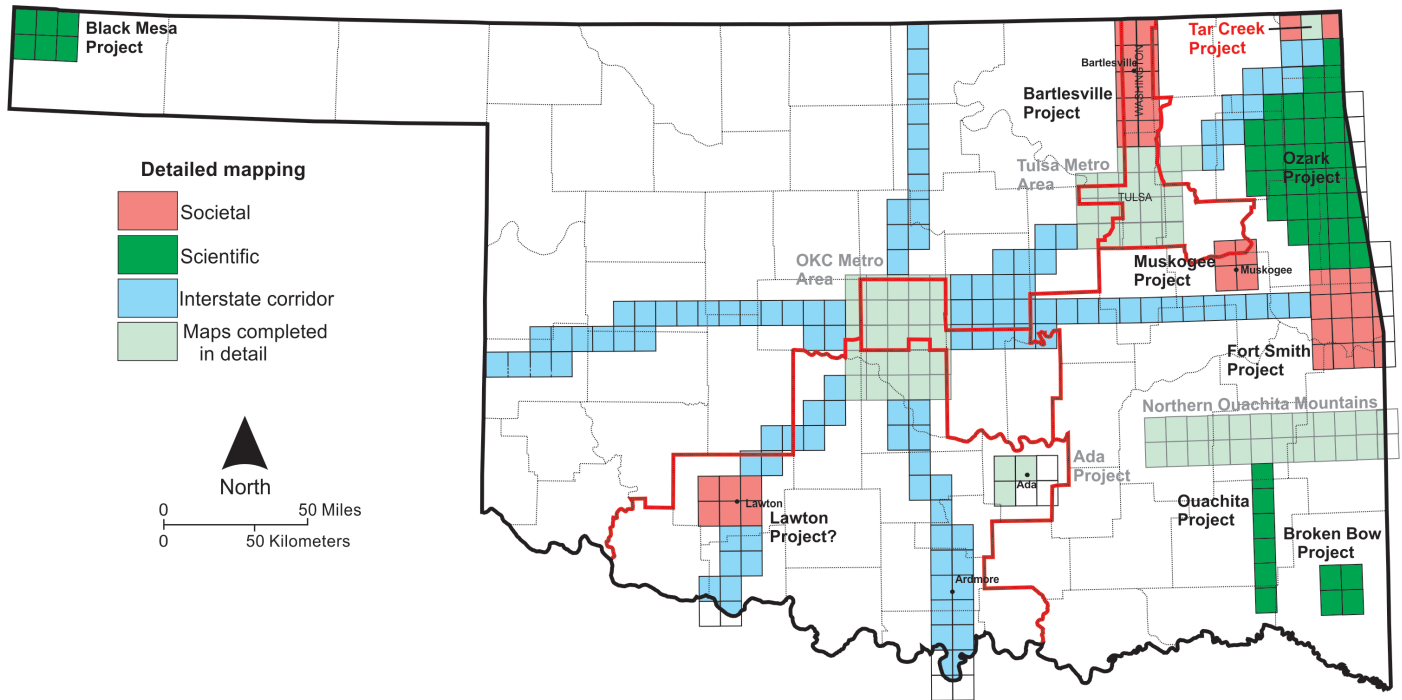 Black Mesa
Project
Tar Creek
Project
Bartlesville
WASHINGTON
Bartlesville
Project
Detailed mapping
Societal
Scientific
Interstate corridor
Maps completed
in detail
Tulsa Metro
Area
TULSA
Ozark
Project
OKC Metro
Area
Muskogee
Project
Muskogee
Fort Smith
Project
Northern Ouachita Mountains
North
0 50 Miles
0 50 Kilometers
Ada
Project
Ada
Lawton
Lawton
Project?
Ouachita
Project
Broken Bow
Project
Ardmore